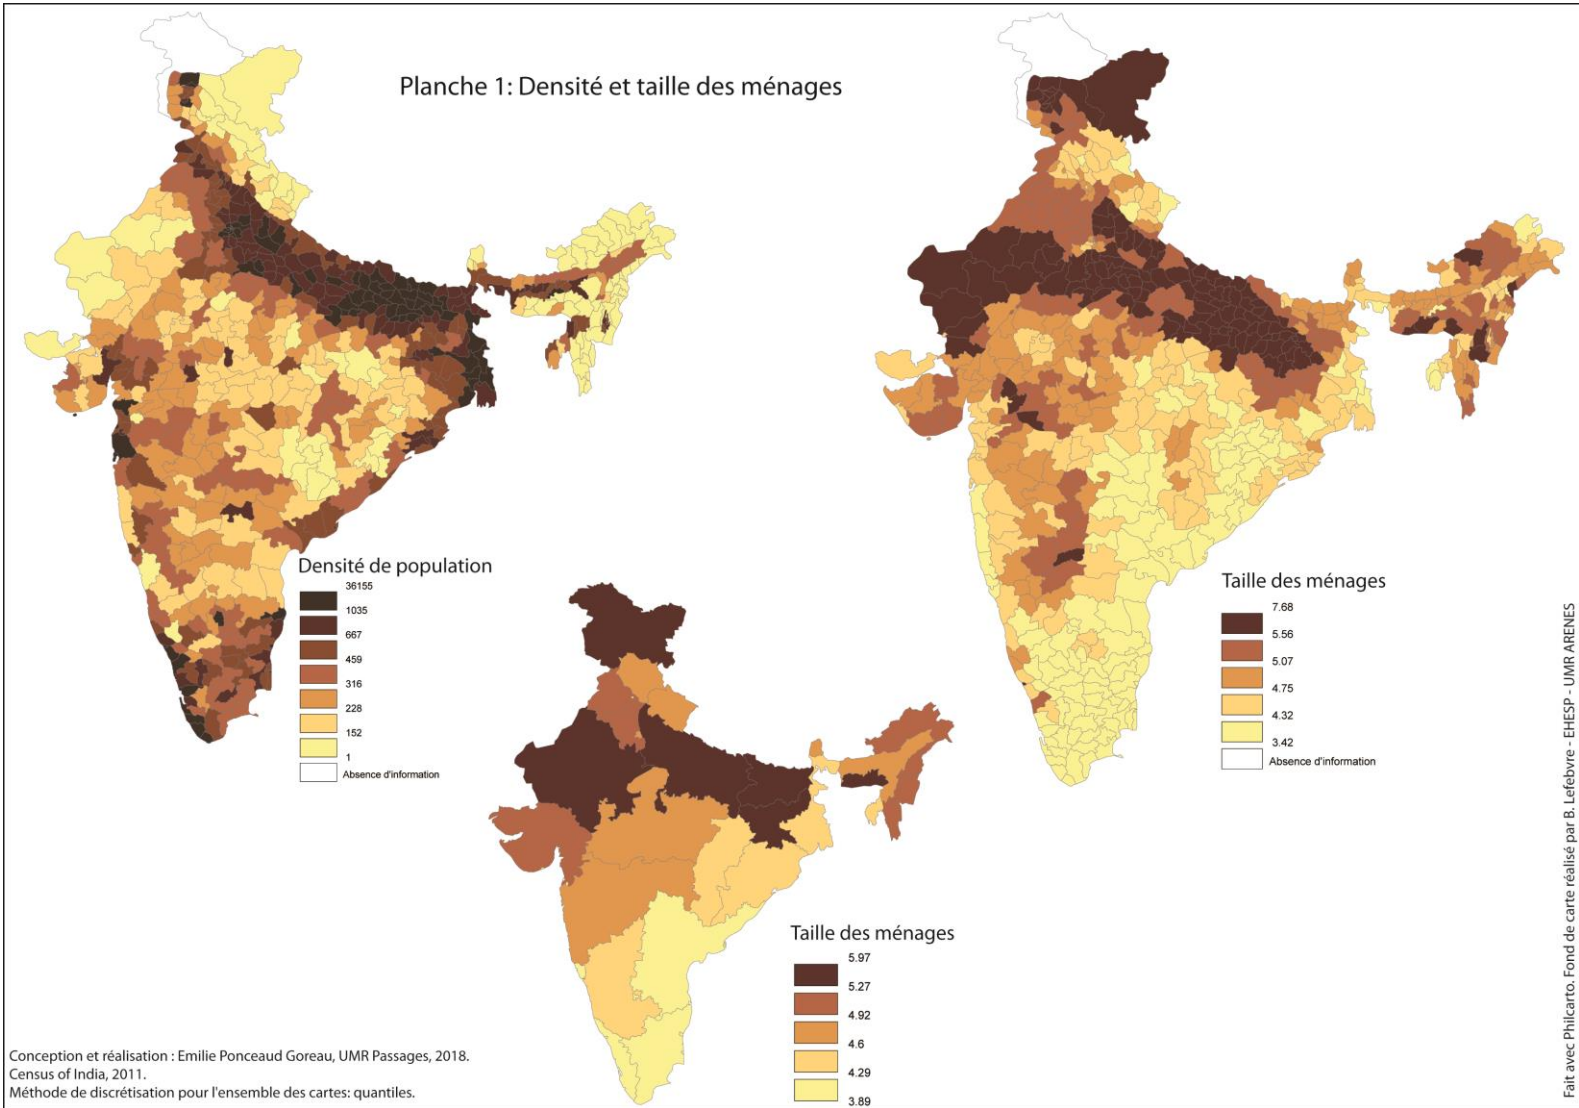 Planche 1: Densité et taille des ménages
Densité de population
36155
1035
667
459
316
228
152
1
Absence d'information
Taille des ménages
7.68
5.56
5.07
4.75
4.32
3.42
Absence d'information
Taille des ménages
5.97
5.27
4.92
4.6
4.29
3.89
Conception et réalisation : Emilie Ponceaud Goreau, UMR Passages, 2018.
Census of India, 2011.
Méthode de discrétisation pour l'ensemble des cartes: quantiles.
Fait avec Philcarto. Fond de carte réalisé par B. Lefebvre - EHESP - UMR ARENES